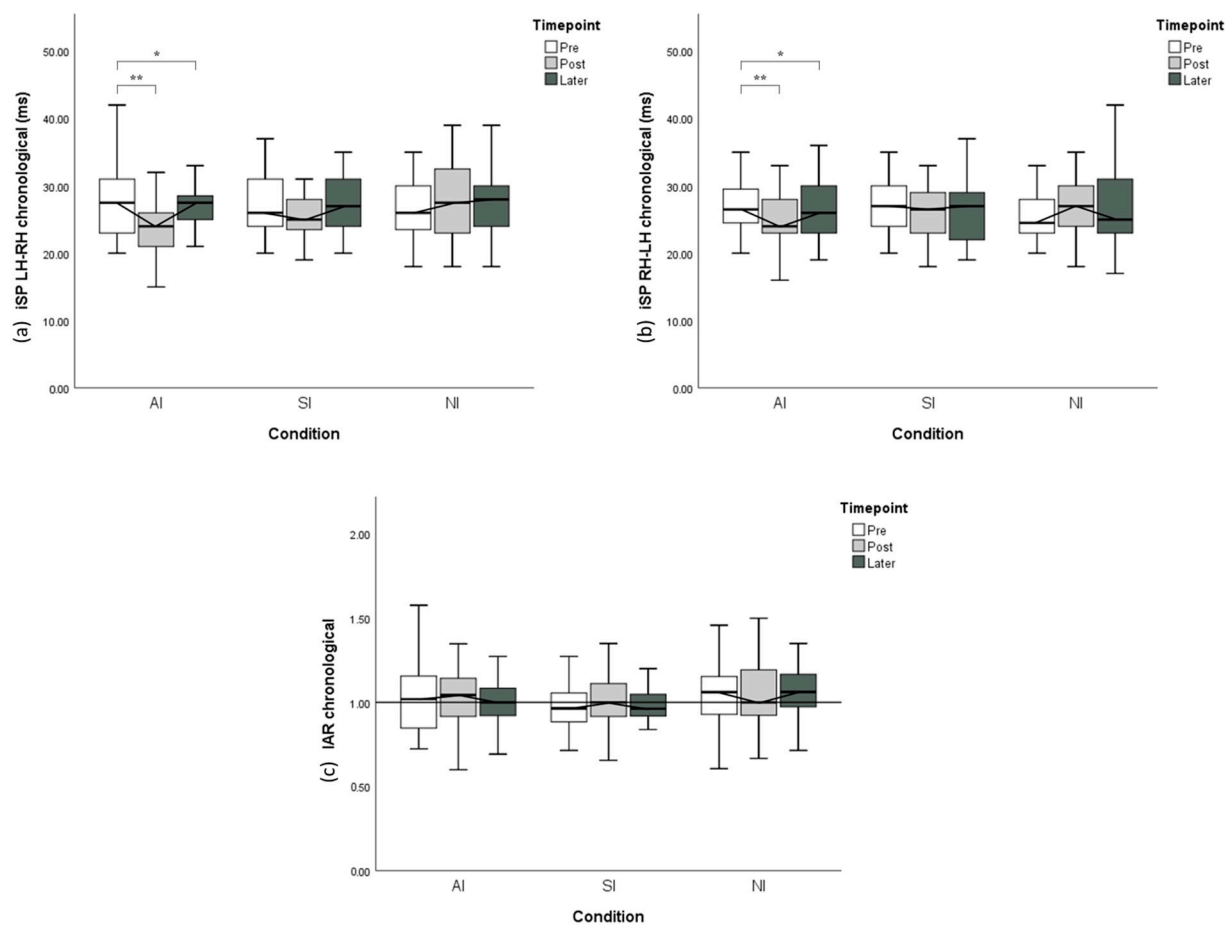 Timepoint
Pre
Post
Later
50.00
40.00
30.00
20.00
10.00
0.00
(a) iSP LH-RH chronological (ms)
*
**
AI SI NI
Condition
Timepoint
Pre
Post
Later
50.00
40.00
30.00
20.00
10.00
0.00
(b) iSP RH-LH chronological (ms)
*
**
AI SI NI
Condition
Timepoint
Pre
Post
Later
2.00
1.50
1.00
0.50
0.00
(c) IAR chronological
AI SI NI
Condition